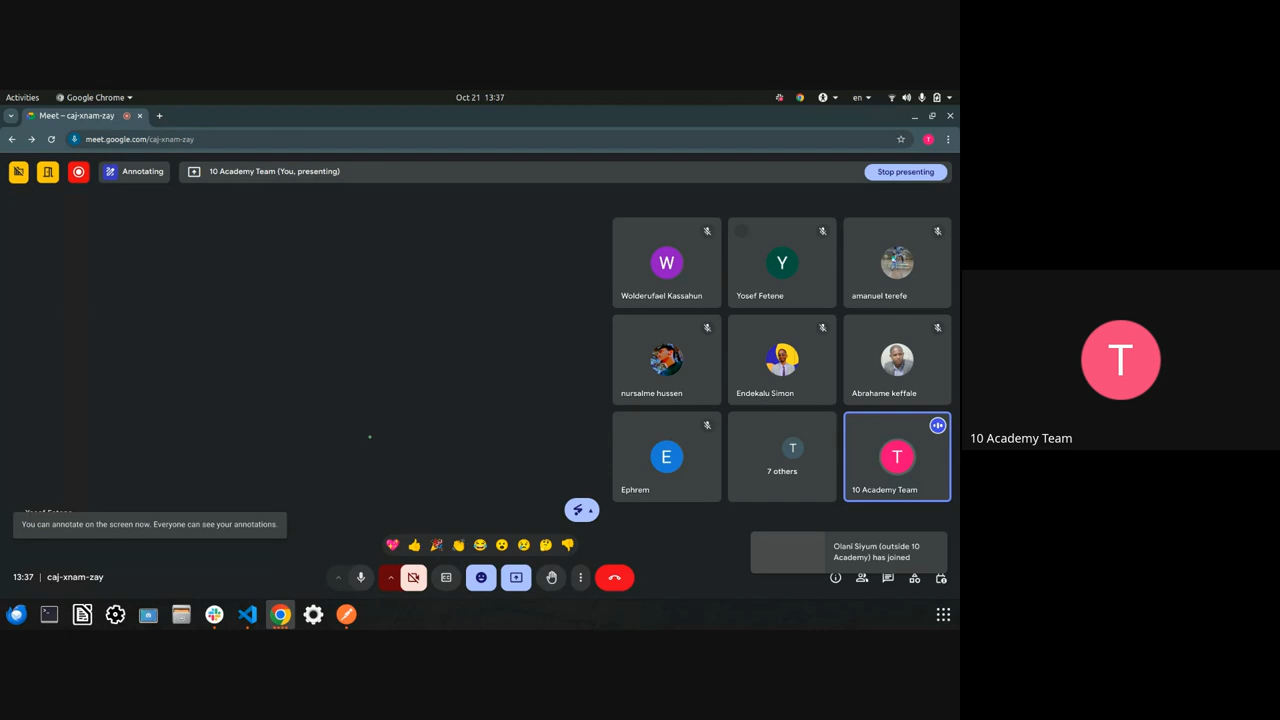 Activities
Google Chrome
Oct 21 13:37
en
Meet – caj-xnam-zay
meet.google.com/caj-xnam-zay
T
Annotating
10 Academy Team (You, presenting)
Stop presenting
W
Wolderufael Kassahun
Y
Yosef Fetene
amanuel terefe
nursalme hussen
Endekalu Simon
Abrahame keffale
E
Ephrem
T
7 others
T
10 Academy Team
Yosef Fetene
You can annotate on the screen now. Everyone can see your annotations.
Olani Siyum (outside 10
Academy) has joined
13:37 | caj-xnam-zay
T
10 Academy Team